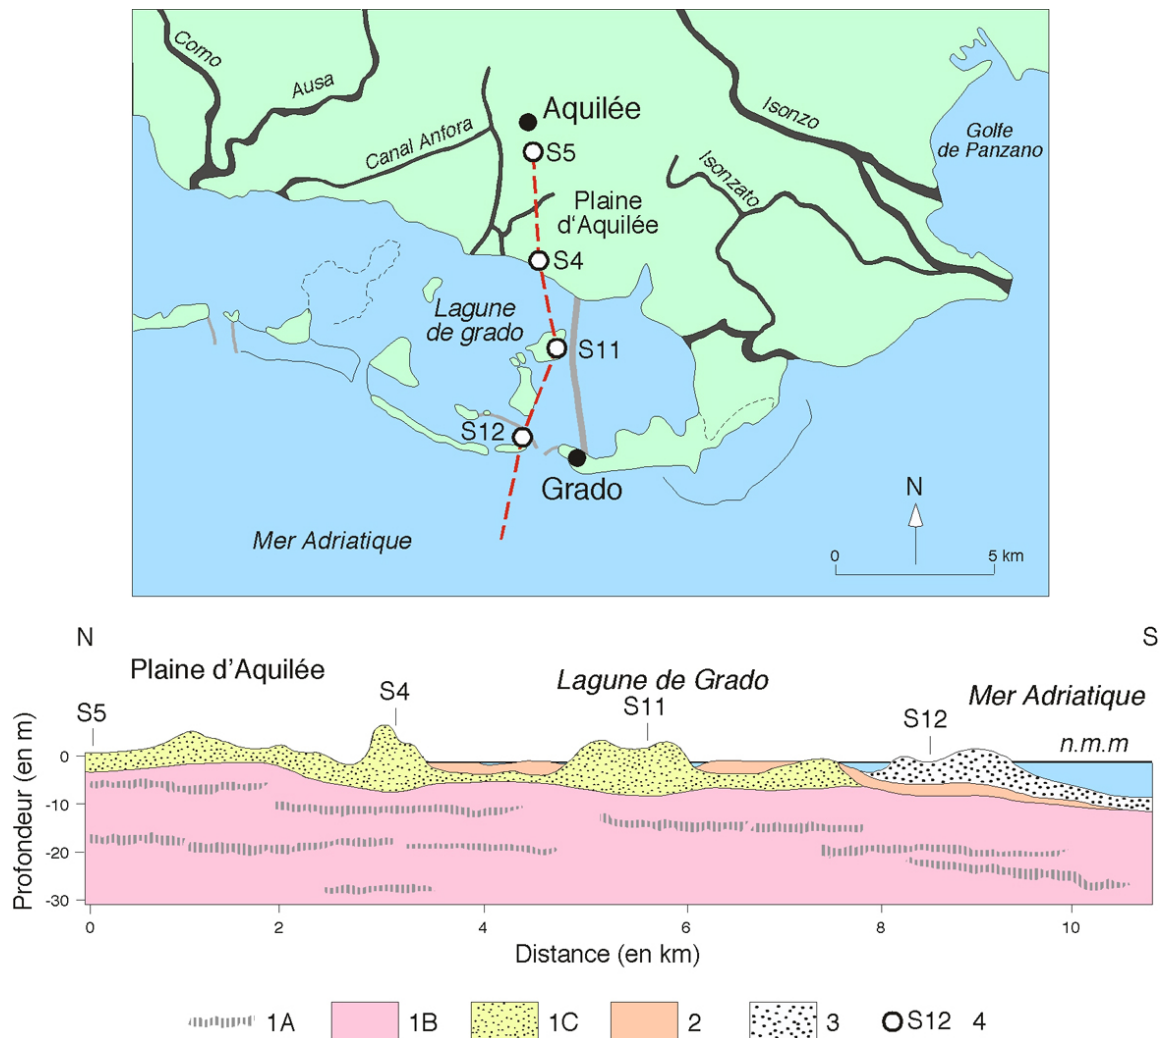 Corno
Ausa
Canal Anfora
Aquilée
S5
Isonzo
Golfe
de Panzano
Isonzato
Plaine
d'Aquilée
S4
Lagune
de grado
S11
S12
Grado
N
Mer Adriatique
0
5 km
N
S
Plaine d'Aquilée
Lagune de Grado
Mer Adriatique
S5
S4
S11
S12
n.m.m
Profondeur (en m)
0
-10
-20
-30
0
2
4
6
8
10
Distance (en km)
1A
1B
1C
2
3
S12 4